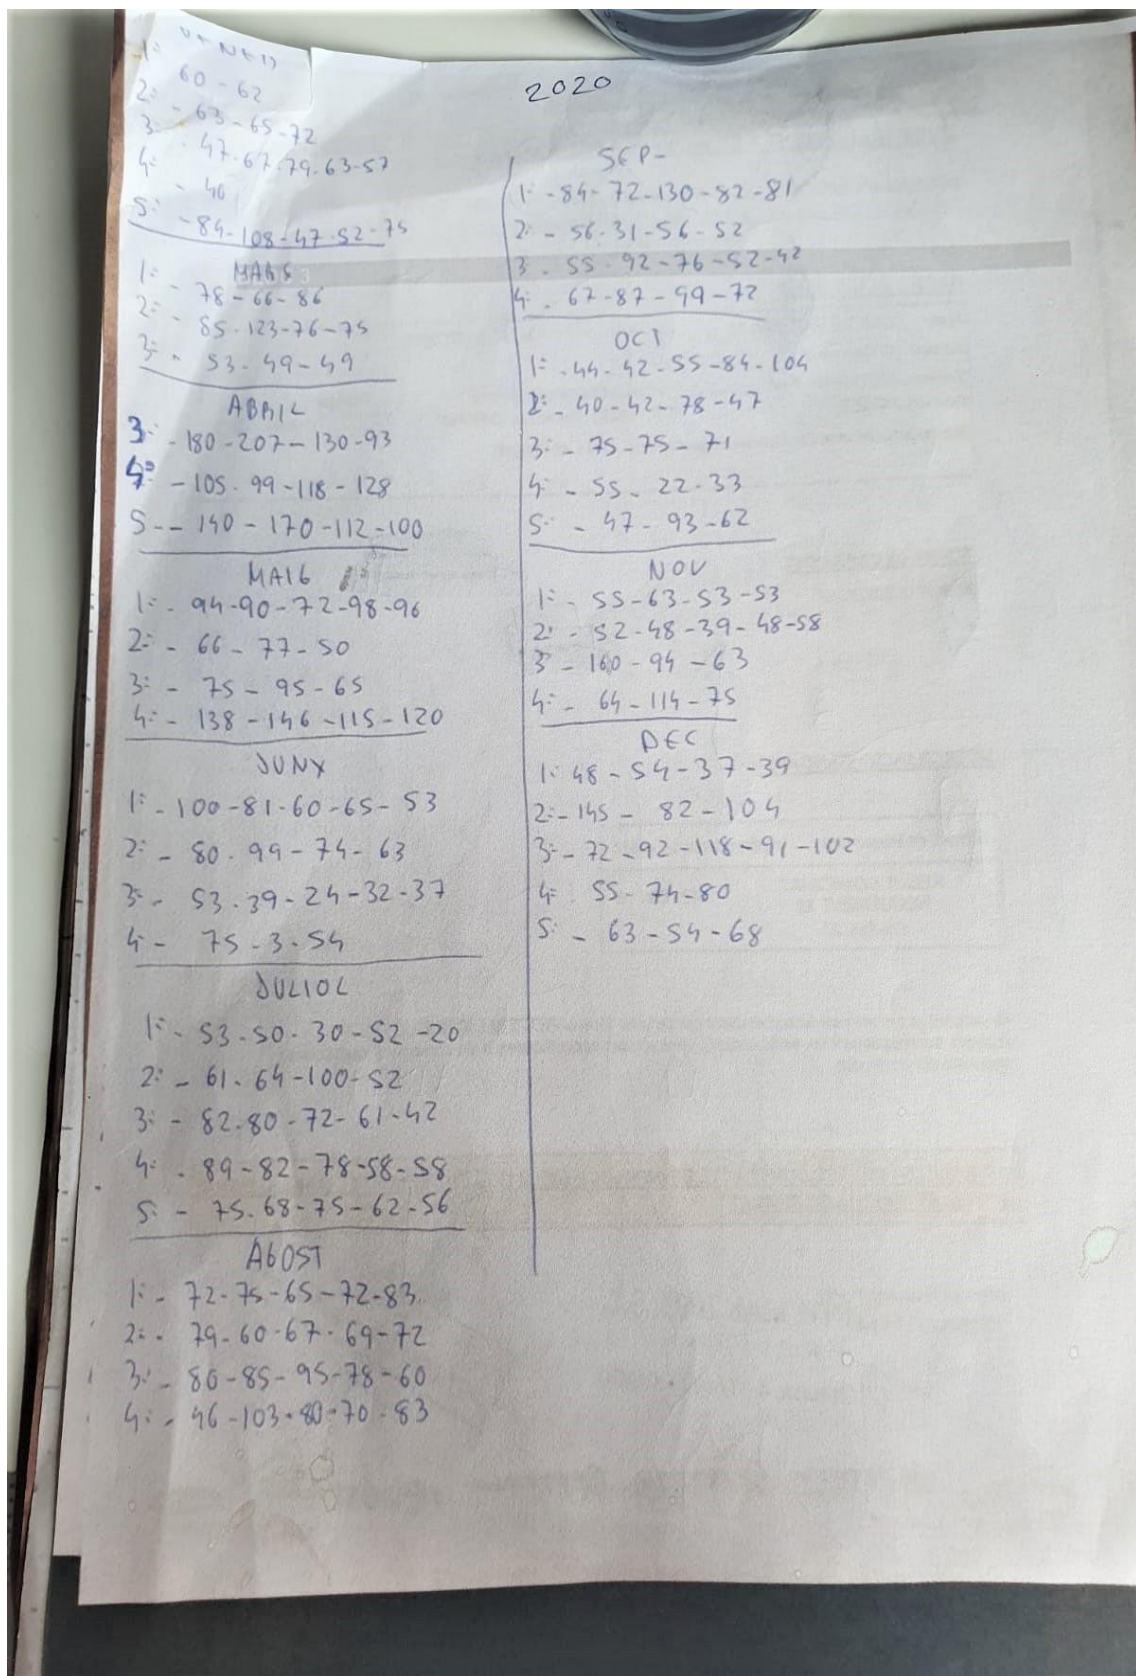 2020
1:
60-62
2: - 63-65-72
3: - 47-67-79-63-57
4: - 40
5: - 84-108-47-52-75
MARS
1: - 78-66-86
2: - 85-123-76-75
3: - 53-49-49
ABRIL
3: - 180-207-130-93
4: - 105-99-118-128
5 -- 140-170-112-100
MAIG
1: - 94-90-72-98-96
2: - 66-77-50
3: - 75-95-65
4: - 138-146-115-120
JUNY
1: - 100-81-60-65-53
2: - 80-99-74-63
3: - 53-39-24-32-37
4 - 75-3-54
JULIOL
1: - 53-50-30-52-20
2: - 61-64-100-52
3: - 82-80-72-61-42
4: - 89-82-78-58-58
5: - 75-68-75-62-56
AGOST
1: - 72-75-65-72-83
2: - 79-60-67-69-72
3: - 80-85-95-78-60
4: - 46-103-80-70-83
SEP-
1: - 84-72-130-82-81
2: - 56-31-56-52
3 - 55-92-76-52-42
4: - 67-87-99-72
OCT
1: - 44-42-55-84-104
2: - 40-42-78-47
3: - 75-75-71
4: - 55-22-33
5: - 47-93-62
NOV
1: - 55-63-53-53
2: - 52-48-39-48-58
3 - 160-94-63
4: - 64-114-75
DEC
1: 48-54-37-39
2: - 145-82-104
3: - 72-92-118-91-102
4: 55-74-80
5: - 63-54-68